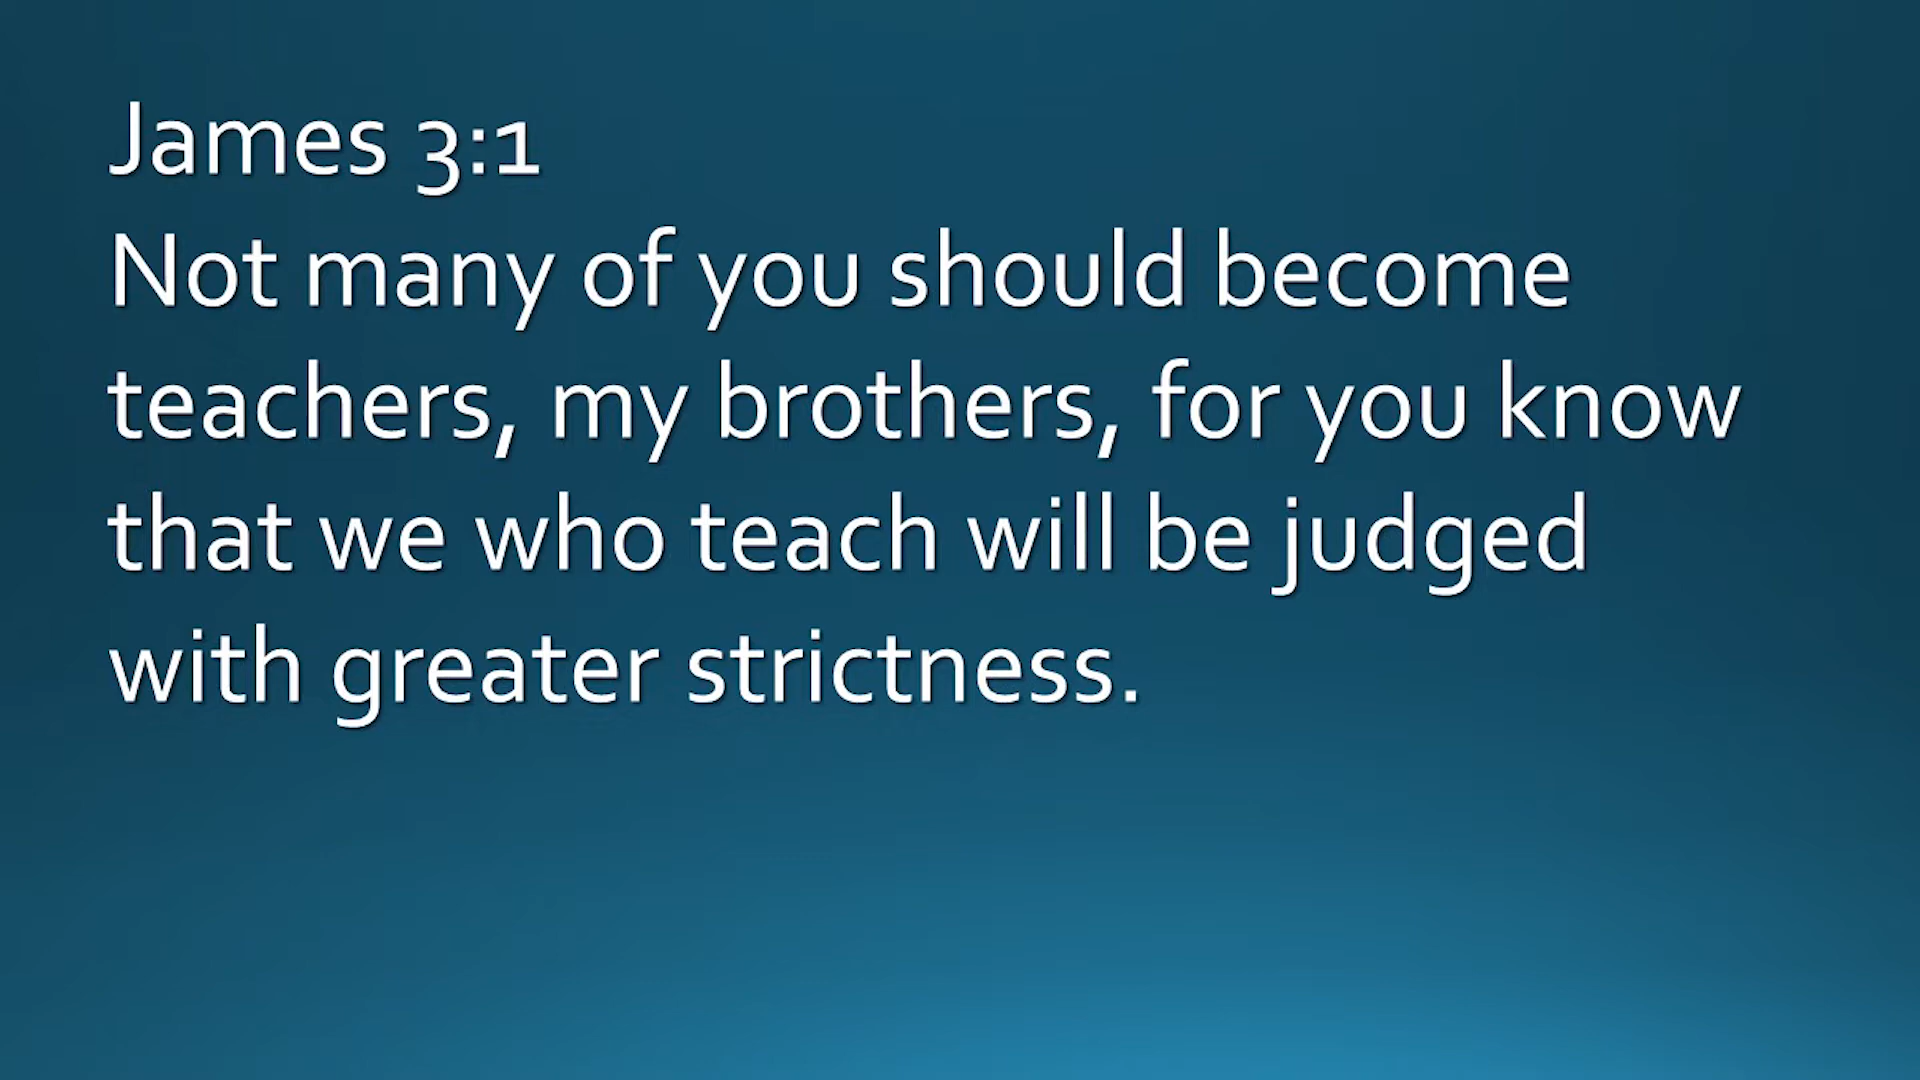 James 3:1
Not many of you should become
teachers, my brothers, for you know
that we who teach will be judged
with greater strictness.